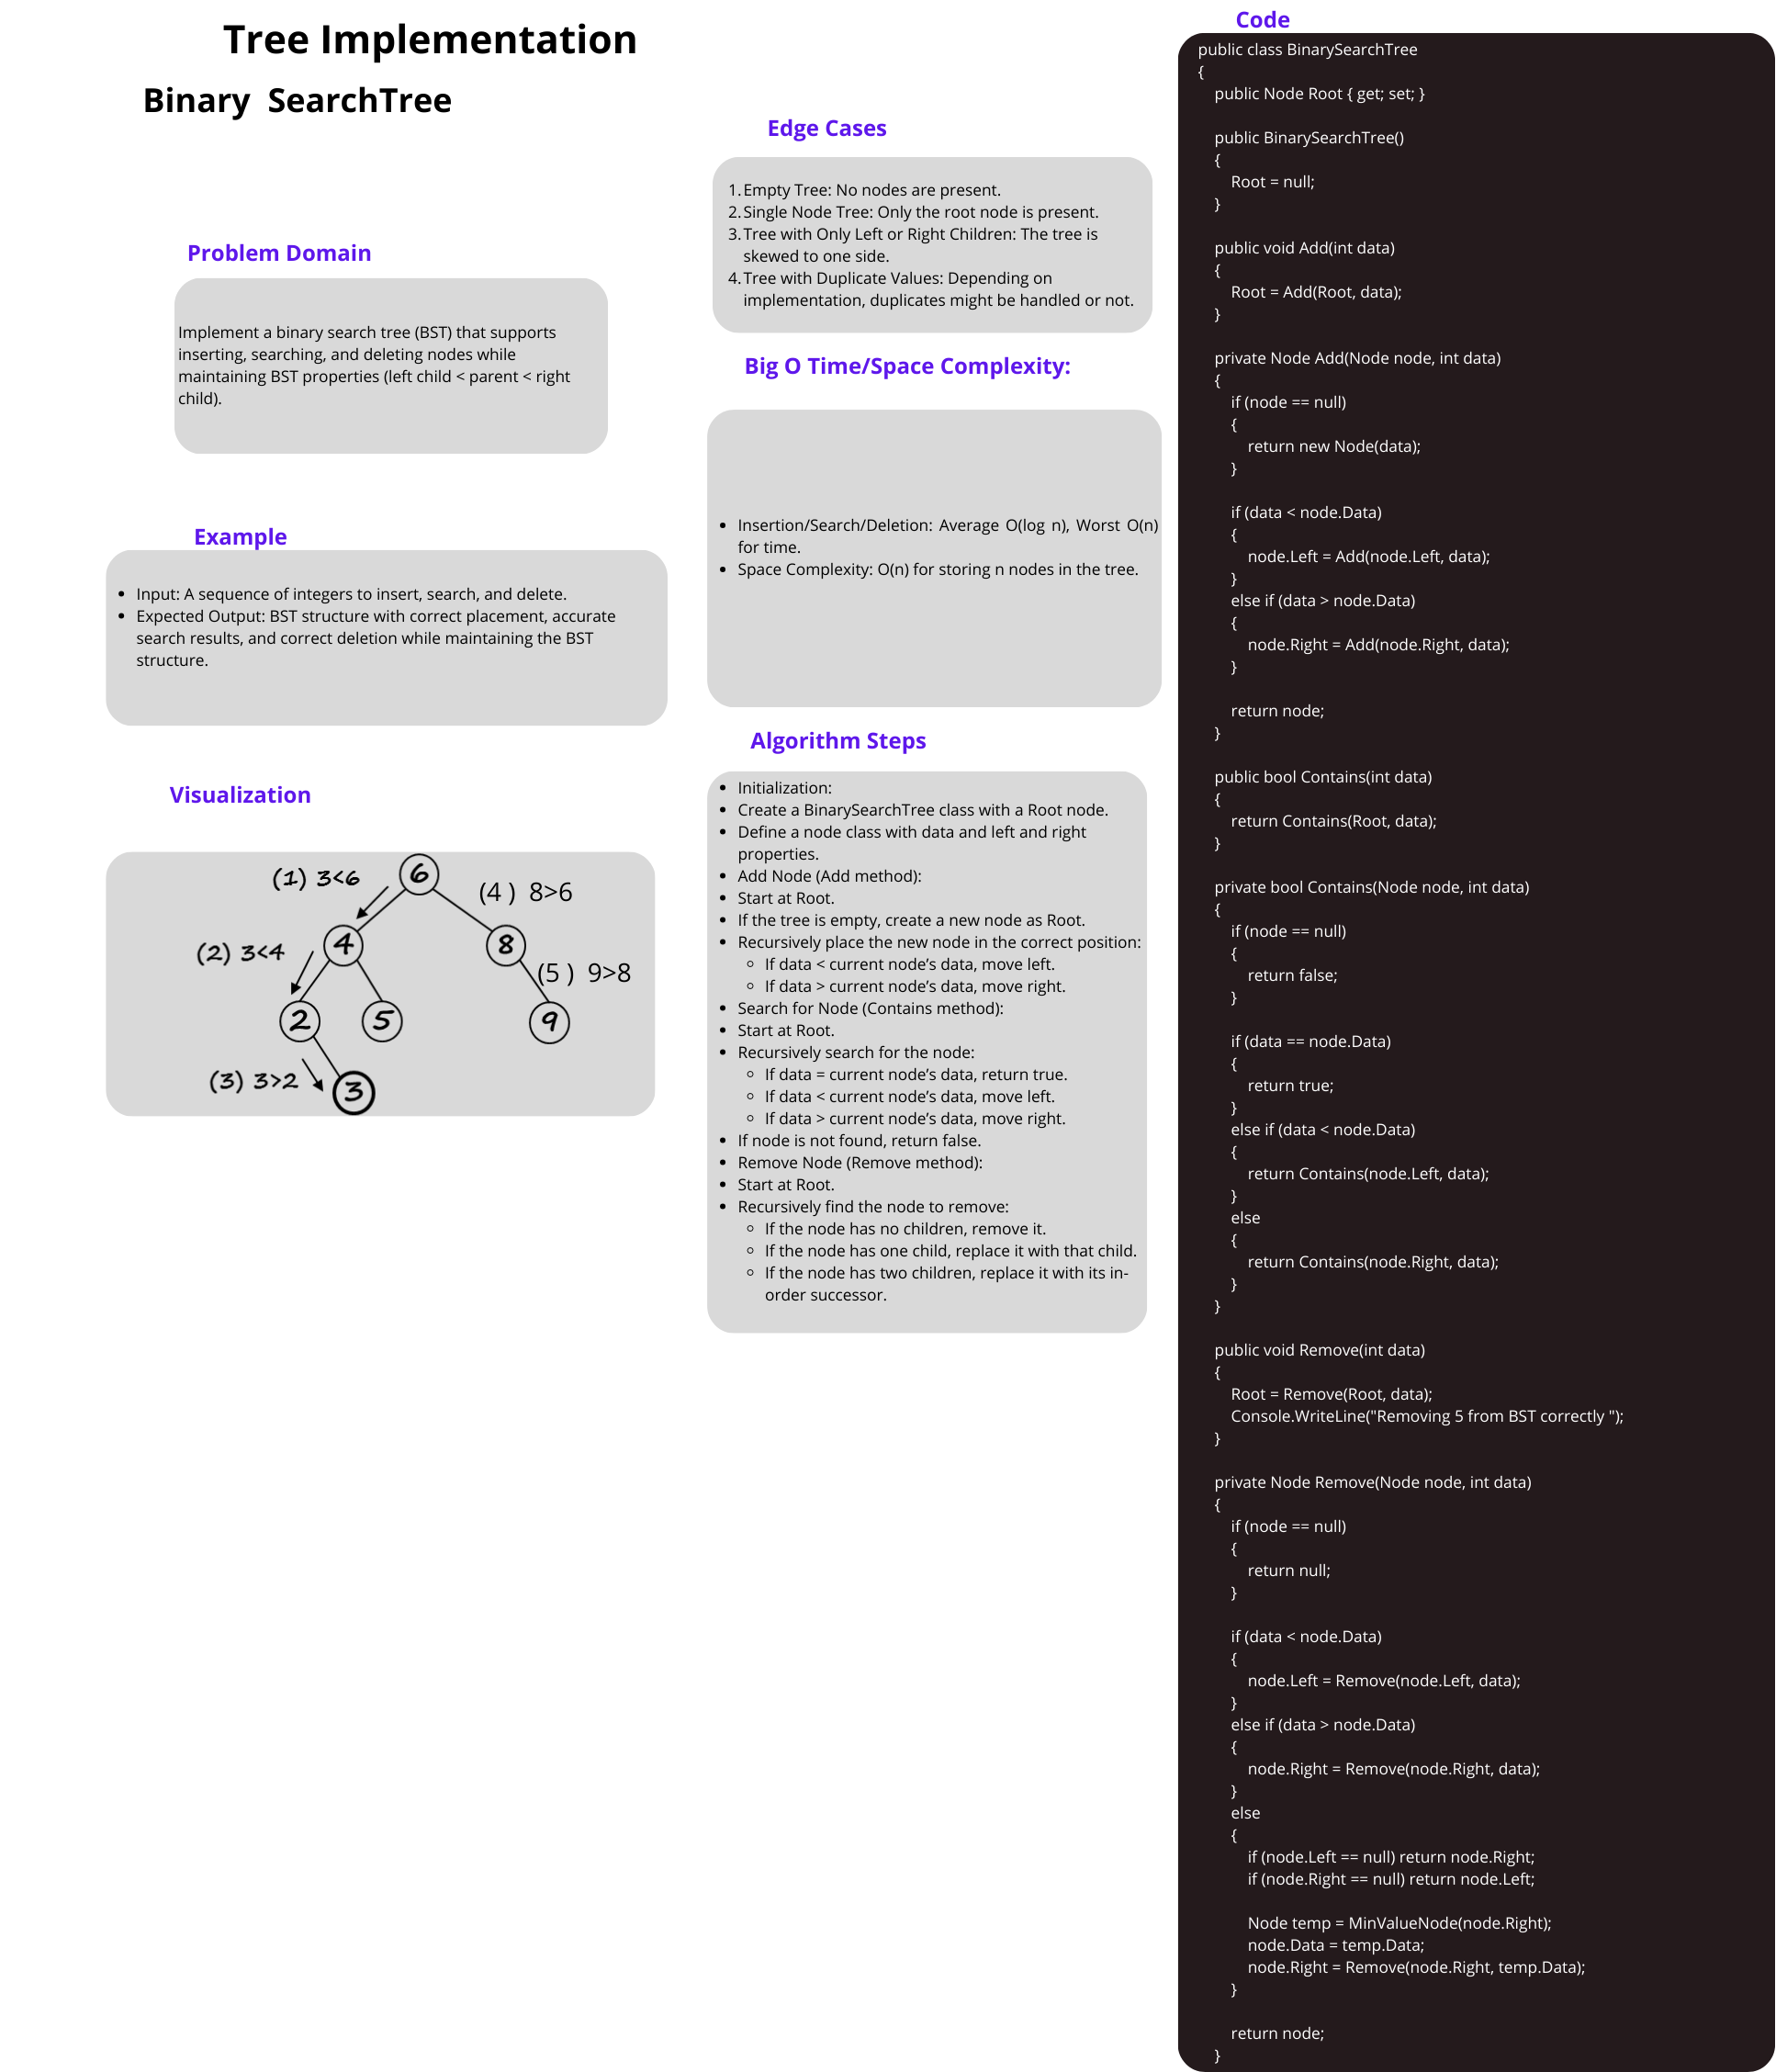 Tree Implementation
Binary  SearchTree
Problem Domain
Implement a binary search tree (BST) that supports
inserting, searching, and deleting nodes while
maintaining BST properties (left child < parent < right
child).
Example
• Input: A sequence of integers to insert, search, and delete.
• Expected Output: BST structure with correct placement, accurate
search results, and correct deletion while maintaining the BST
structure.
Visualization
(1) 3<6
6
(4 )  8>6
(2) 3<4
4
8
(5 )  9>8
2
5
9
(3) 3>2
3
Edge Cases
1. Empty Tree: No nodes are present.
2. Single Node Tree: Only the root node is present.
3. Tree with Only Left or Right Children: The tree is
skewed to one side.
4. Tree with Duplicate Values: Depending on
implementation, duplicates might be handled or not.
Big O Time/Space Complexity:
• Insertion/Search/Deletion: Average O(log n), Worst O(n)
for time.
• Space Complexity: O(n) for storing n nodes in the tree.
Algorithm Steps
• Initialization:
• Create a BinarySearchTree class with a Root node.
• Define a node class with data and left and right
properties.
• Add Node (Add method):
• Start at Root.
• If the tree is empty, create a new node as Root.
• Recursively place the new node in the correct position:
◦ If data < current node’s data, move left.
◦ If data > current node’s data, move right.
• Search for Node (Contains method):
• Start at Root.
• Recursively search for the node:
◦ If data = current node’s data, return true.
◦ If data < current node’s data, move left.
◦ If data > current node’s data, move right.
• If node is not found, return false.
• Remove Node (Remove method):
• Start at Root.
• Recursively find the node to remove:
◦ If the node has no children, remove it.
◦ If the node has one child, replace it with that child.
◦ If the node has two children, replace it with its in-
order successor.
Code
public class BinarySearchTree
{
    public Node Root { get; set; }

    public BinarySearchTree()
    {
        Root = null;
    }

    public void Add(int data)
    {
        Root = Add(Root, data);
    }

    private Node Add(Node node, int data)
    {
        if (node == null)
        {
            return new Node(data);
        }

        if (data < node.Data)
        {
            node.Left = Add(node.Left, data);
        }
        else if (data > node.Data)
        {
            node.Right = Add(node.Right, data);
        }

        return node;
    }

    public bool Contains(int data)
    {
        return Contains(Root, data);
    }

    private bool Contains(Node node, int data)
    {
        if (node == null)
        {
            return false;
        }

        if (data == node.Data)
        {
            return true;
        }
        else if (data < node.Data)
        {
            return Contains(node.Left, data);
        }
        else
        {
            return Contains(node.Right, data);
        }
    }

    public void Remove(int data)
    {
        Root = Remove(Root, data);
        Console.WriteLine("Removing 5 from BST correctly ");
    }

    private Node Remove(Node node, int data)
    {
        if (node == null)
        {
            return null;
        }

        if (data < node.Data)
        {
            node.Left = Remove(node.Left, data);
        }
        else if (data > node.Data)
        {
            node.Right = Remove(node.Right, data);
        }
        else
        {
            if (node.Left == null) return node.Right;
            if (node.Right == null) return node.Left;

            Node temp = MinValueNode(node.Right);
            node.Data = temp.Data;
            node.Right = Remove(node.Right, temp.Data);
        }

        return node;
    }